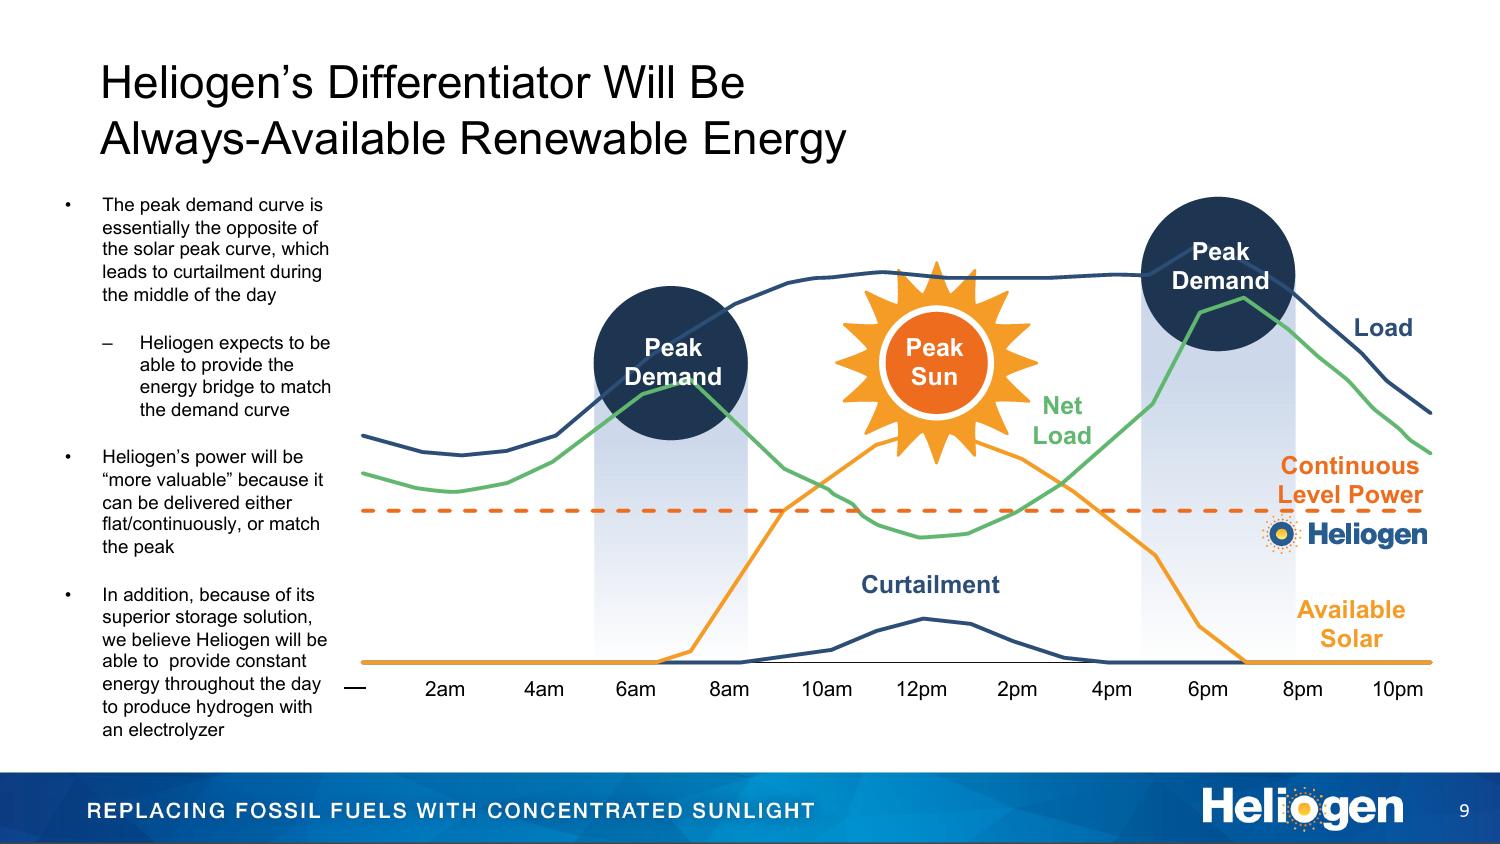 Heliogen’s Differentiator Will Be
Always-Available Renewable Energy
• The peak demand curve is
essentially the opposite of
the solar peak curve, which
leads to curtailment during
the middle of the day
– Heliogen expects to be
able to provide the
energy bridge to match
the demand curve
• Heliogen’s power will be
“more valuable” because it
can be delivered either
flat/continuously, or match
the peak
• In addition, because of its
superior storage solution,
we believe Heliogen will be
able to  provide constant
energy throughout the day
to produce hydrogen with
an electrolyzer
Peak
Demand
Peak
Sun
Peak
Demand
Load
Net
Load
Continuous
Level Power
Heliogen
Curtailment
Available
Solar
—
2am 4am 6am 8am 10am 12pm 2pm 4pm 6pm 8pm 10pm
REPLACING FOSSIL FUELS WITH CONCENTRATED SUNLIGHT
Heliogen
9